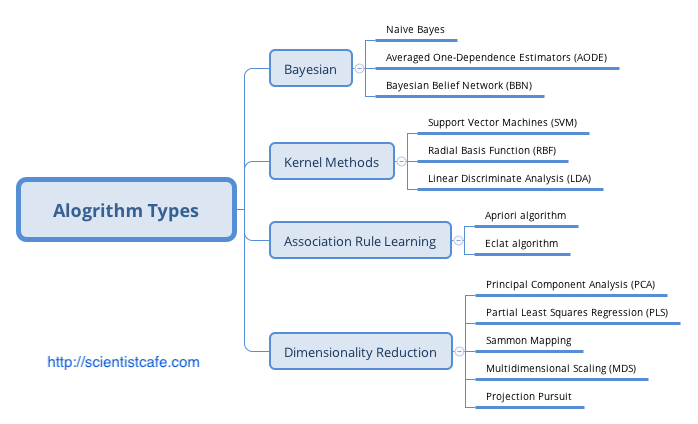 Alogrithm Types
Bayesian
Naive Bayes
Averaged One-Dependence Estimators (AODE)
Bayesian Belief Network (BBN)
Kernel Methods
Support Vector Machines (SVM)
Radial Basis Function (RBF)
Linear Discriminate Analysis (LDA)
Association Rule Learning
Apriori algorithm
Eclat algorithm
Dimensionality Reduction
Principal Component Analysis (PCA)
Partial Least Squares Regression (PLS)
Sammon Mapping
Multidimensional Scaling (MDS)
Projection Pursuit
http://scientistcafe.com